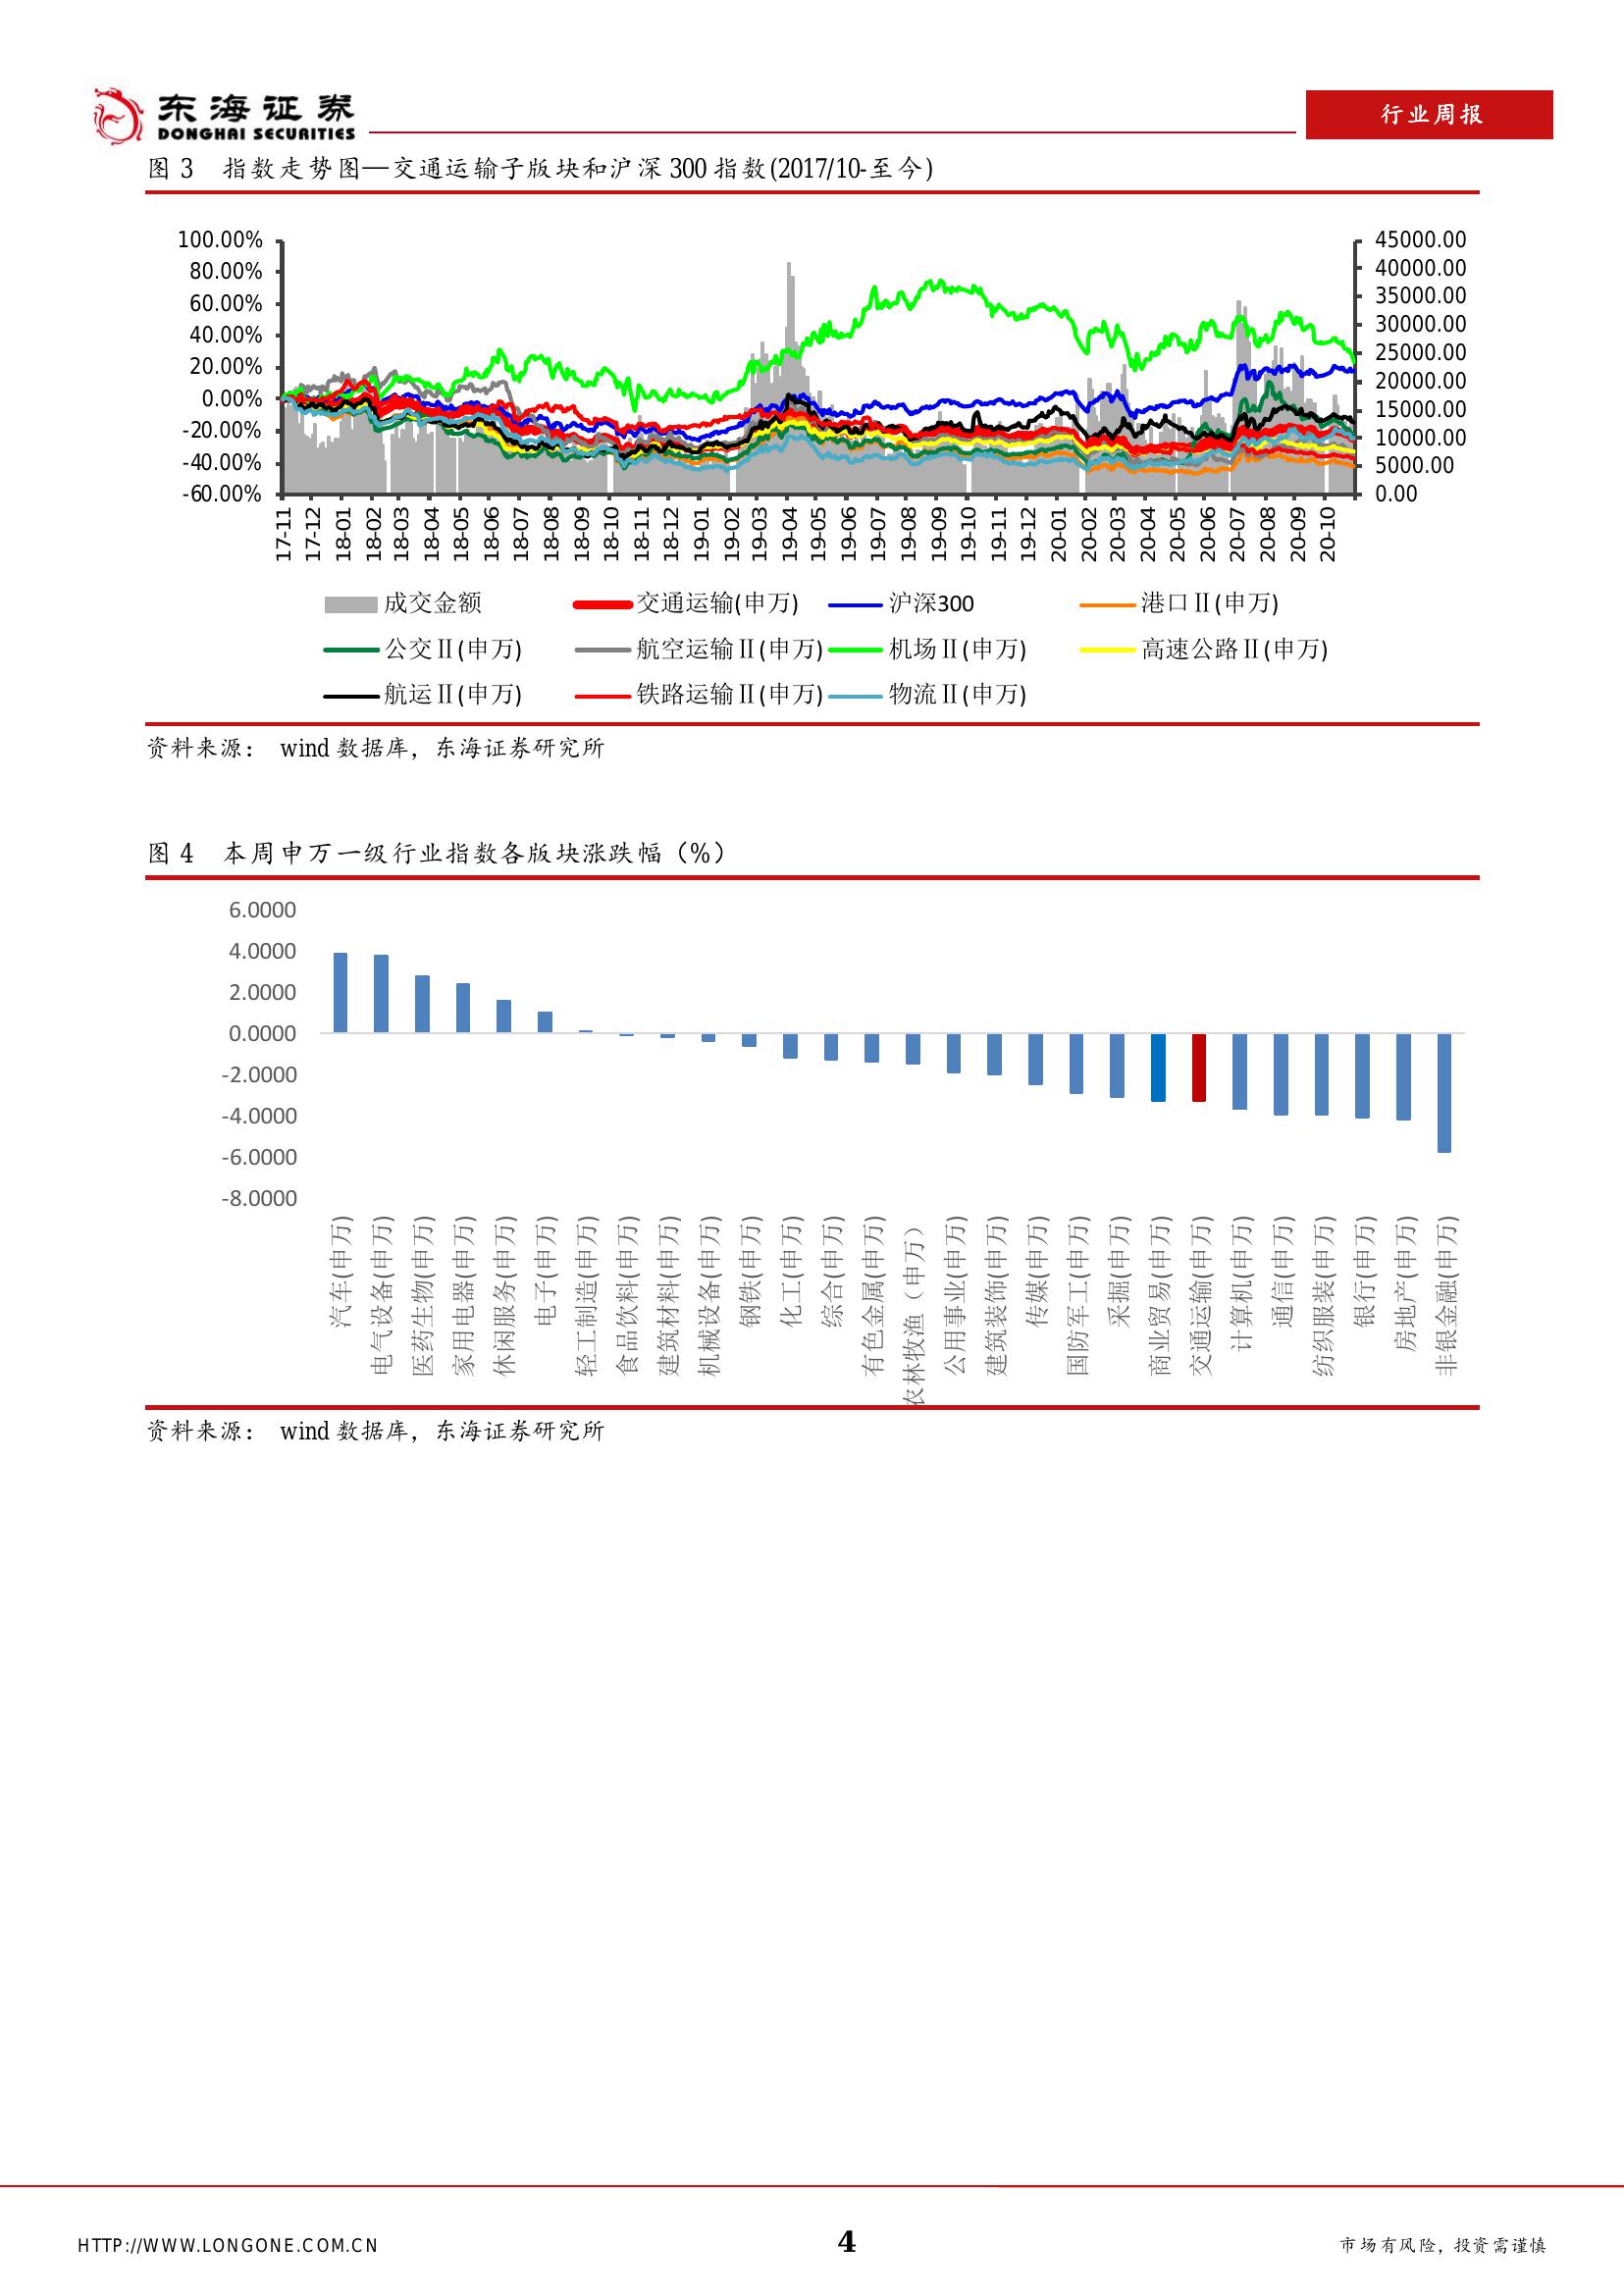 东海证券
DONGHAI SECURITIES
行业周报
图 3 指数走势图—交通运输子版块和沪深 300 指数(2017/10-至今)
100.00%
80.00%
60.00%
40.00%
20.00%
0.00%
-20.00%
-40.00%
-60.00%
45000.00
40000.00
35000.00
30000.00
25000.00
20000.00
15000.00
10000.00
5000.00
0.00
17-11
17-12
18-01
18-02
18-03
18-04
18-05
18-06
18-07
18-08
18-09
18-10
18-11
18-12
19-01
19-02
19-03
19-04
19-05
19-06
19-07
19-08
19-09
19-10
19-11
19-12
20-01
20-02
20-03
20-04
20-05
20-06
20-07
20-08
20-09
20-10
成交金额 交通运输(申万) 沪深300 港口Ⅱ(申万)
公交Ⅱ(申万) 航空运输Ⅱ(申万) 机场Ⅱ(申万) 高速公路Ⅱ(申万)
航运Ⅱ(申万) 铁路运输Ⅱ(申万) 物流Ⅱ(申万)
资料来源： wind 数据库，东海证券研究所
图 4 本周申万一级行业指数各版块涨跌幅（%）
6.0000
4.0000
2.0000
0.0000
-2.0000
-4.0000
-6.0000
-8.0000
汽车(申万)
电气设备(申万)
医药生物(申万)
家用电器(申万)
休闲服务(申万)
电子(申万)
轻工制造(申万)
食品饮料(申万)
建筑材料(申万)
机械设备(申万)
钢铁(申万)
化工(申万)
综合(申万)
有色金属(申万)
农林牧渔（申万）
公用事业(申万)
建筑装饰(申万)
传媒(申万)
国防军工(申万)
采掘(申万)
商业贸易(申万)
交通运输(申万)
计算机(申万)
通信(申万)
纺织服装(申万)
银行(申万)
房地产(申万)
非银金融(申万)
资料来源： wind 数据库，东海证券研究所
HTTP://WWW.LONGONE.COM.CN
4
市场有风险，投资需谨慎